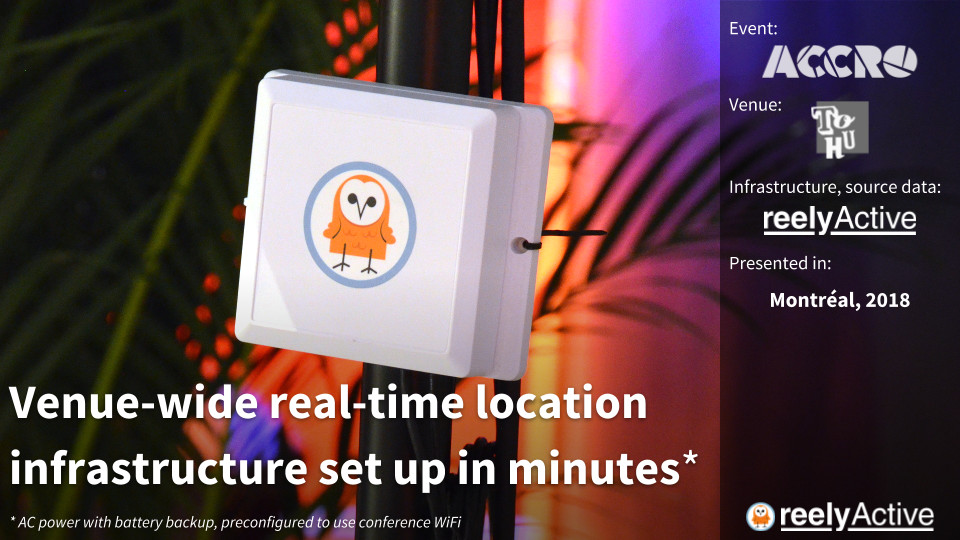 Venue-wide real-time location
infrastructure set up in minutes*
* AC power with battery backup, preconfigured to use conference WiFi
Event:
ACCRO
Venue:
ToHU
Infrastructure, source data:
reelyActive
Presented in:
Montréal, 2018
reelyActive